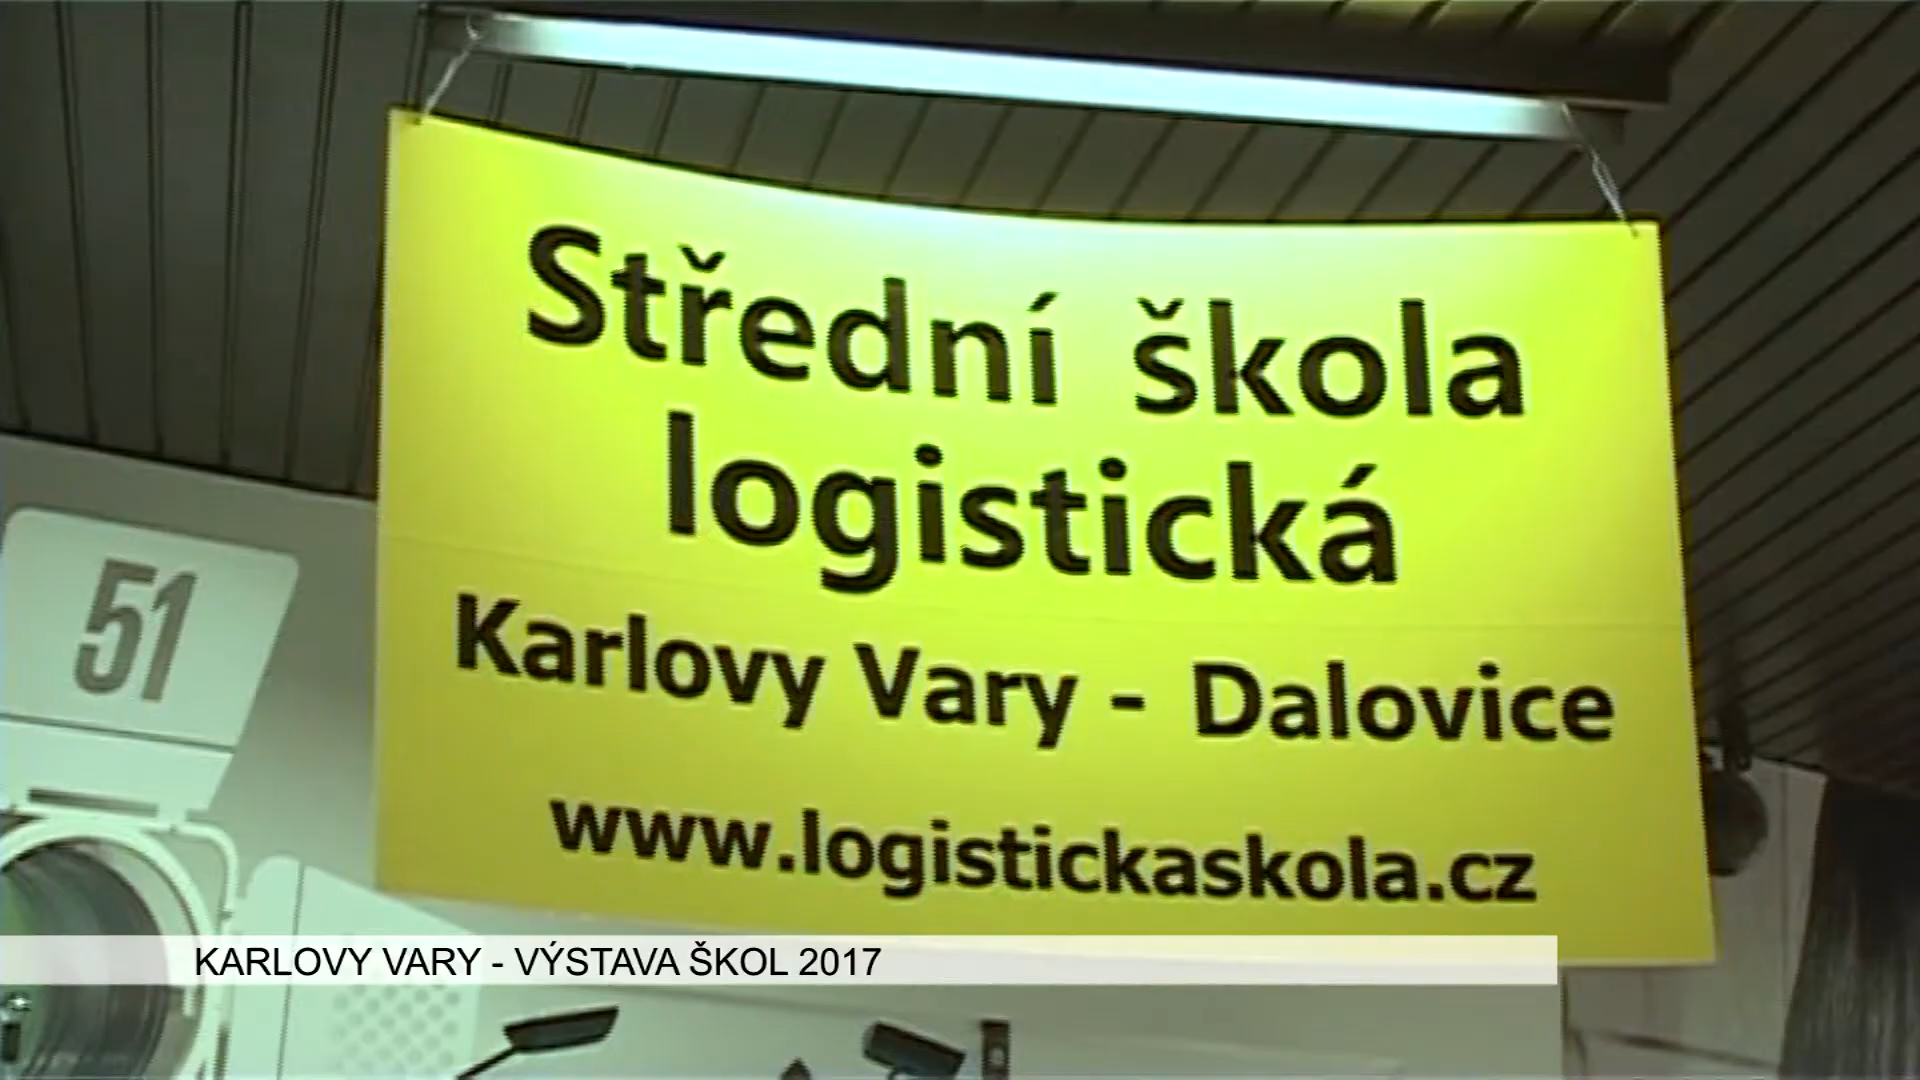 Střední škola
logistická
Karlovy Vary - Dalovice
www.logistickaskola.cz
51
KARLOVY VARY - VÝSTAVA ŠKOL 2017